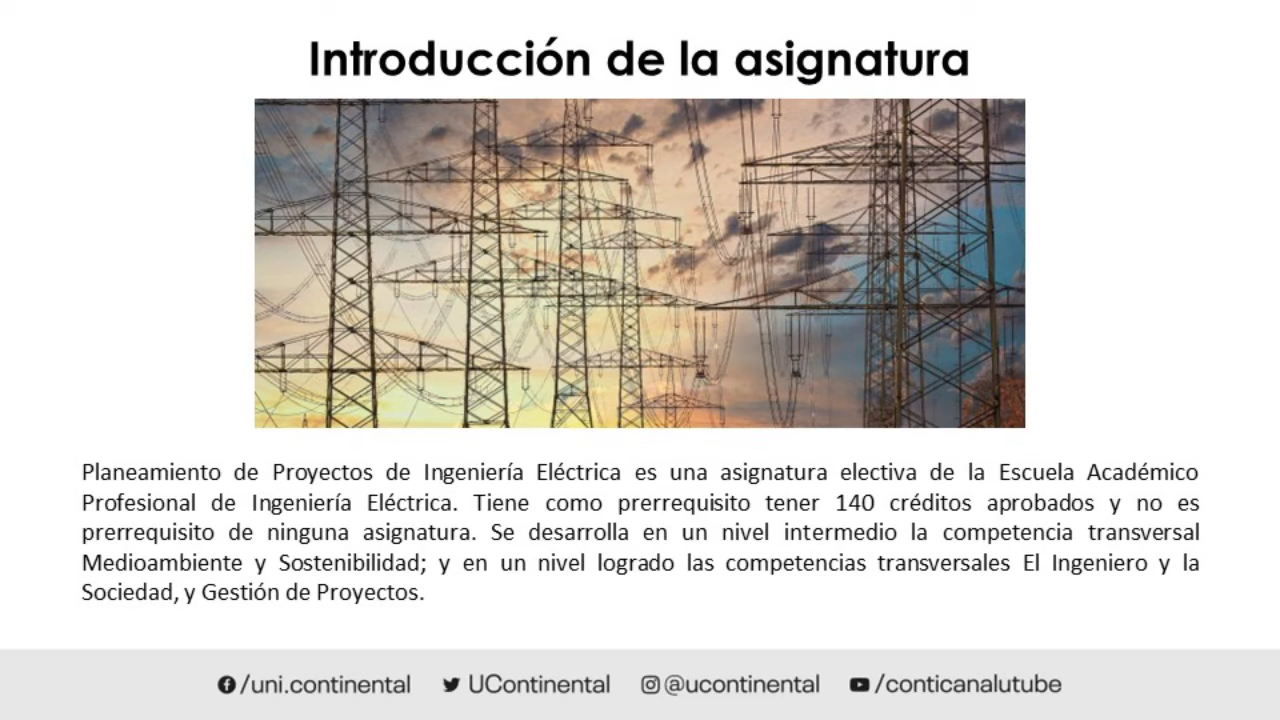 Introducción de la asignatura
Planeamiento de Proyectos de Ingeniería Eléctrica es una asignatura electiva de la Escuela Académico
Profesional de Ingeniería Eléctrica. Tiene como prerrequisito tener 140 créditos aprobados y no es
prerrequisito de ninguna asignatura. Se desarrolla en un nivel intermedio la competencia transversal
Medioambiente y Sostenibilidad; y en un nivel logrado las competencias transversales El Ingeniero y la
Sociedad, y Gestión de Proyectos.
/uni.continental UContinental @ucontinental /conticanalutube